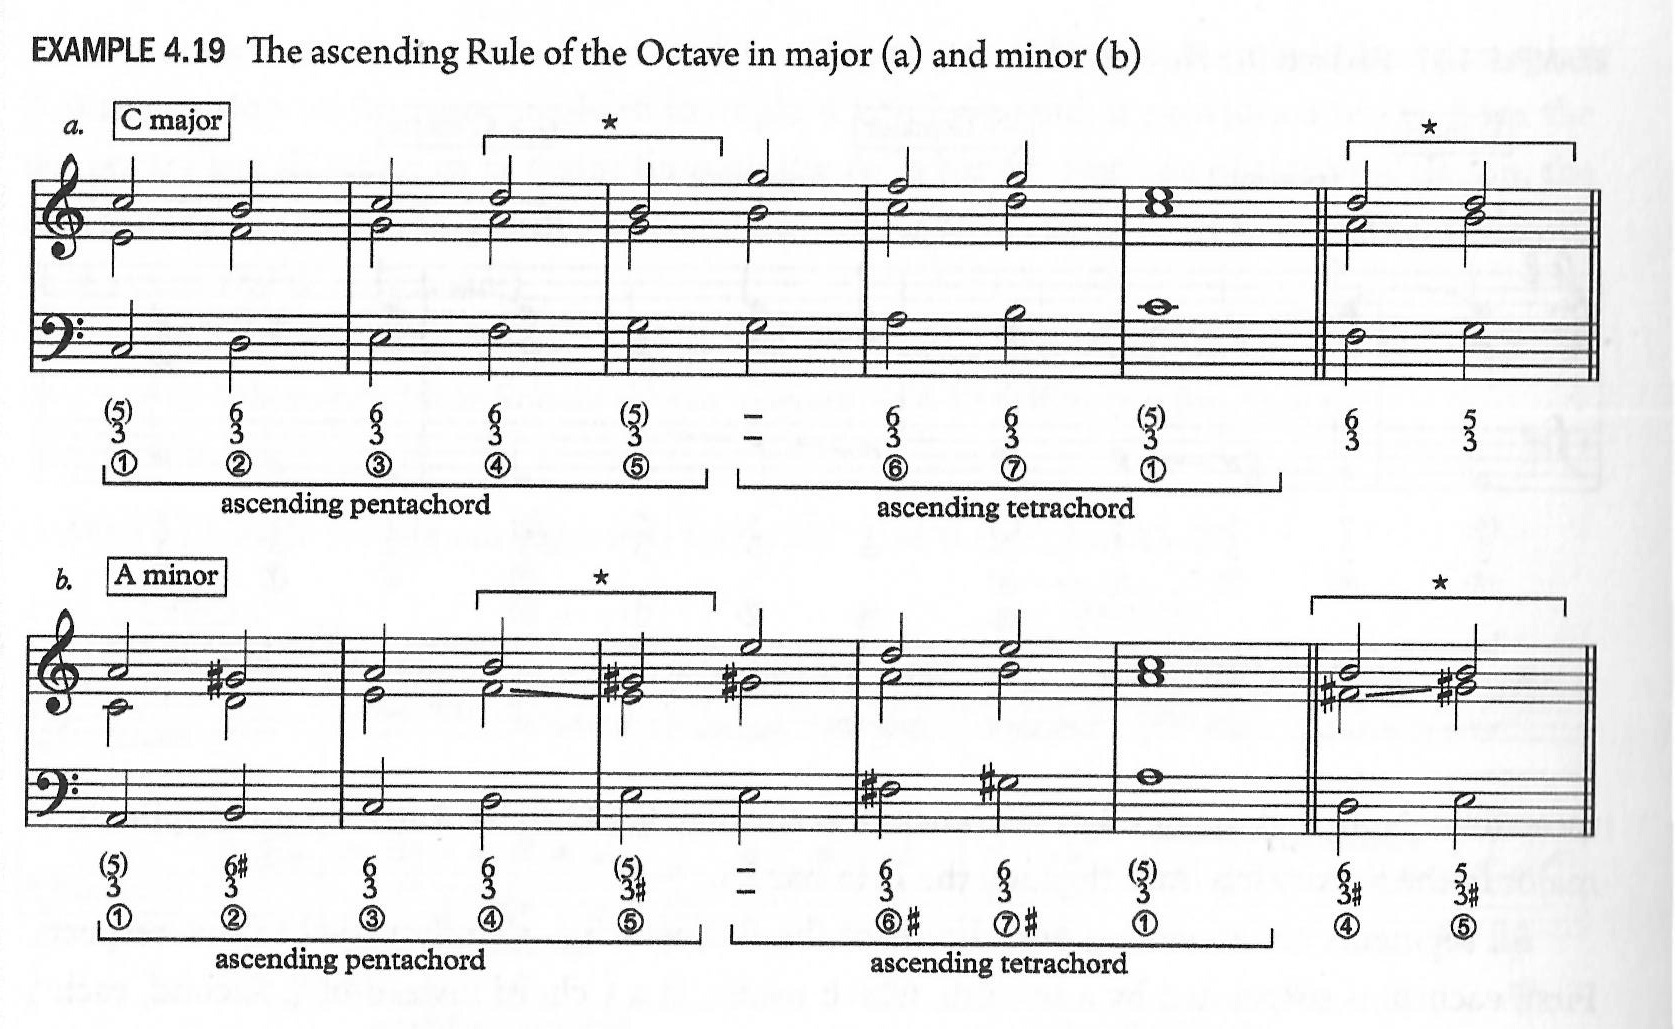 EXAMPLE 4.19 The ascending Rule of the Octave in major (a) and minor (b)
a. C major
★ ★
(5) 6 6 6 (5) – 6 6 (5) 6 5
3 3 3 3 3 – 3 3 3 3 3
① ② ③ ④ ⑤ ⑥ ⑦ ①
ascending pentachord ascending tetrachord
b. A minor
★ ★
(5) 6♯ 6 6 (5) – 6 6 (5) 6 5
3 3 3 3 3♯ – 3 3 3 3♯ 3♯
① ② ③ ④ ⑤ ⑥♯ ⑦♯ ① ④ ⑤
ascending pentachord ascending tetrachord